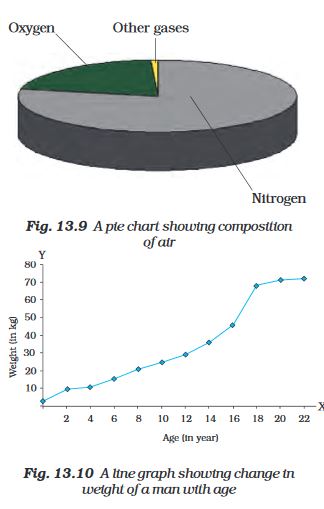 Oxygen Other gases
Nitrogen
Fig. 13.9 A pie chart showing composition
of air
Y
80
70
60
50
40
30
20
10
Weight (in kg)
X
2 4 6 8 10 12 14 16 18 20 22
Age (in year)
Fig. 13.10 A line graph showing change in
weight of a man with age